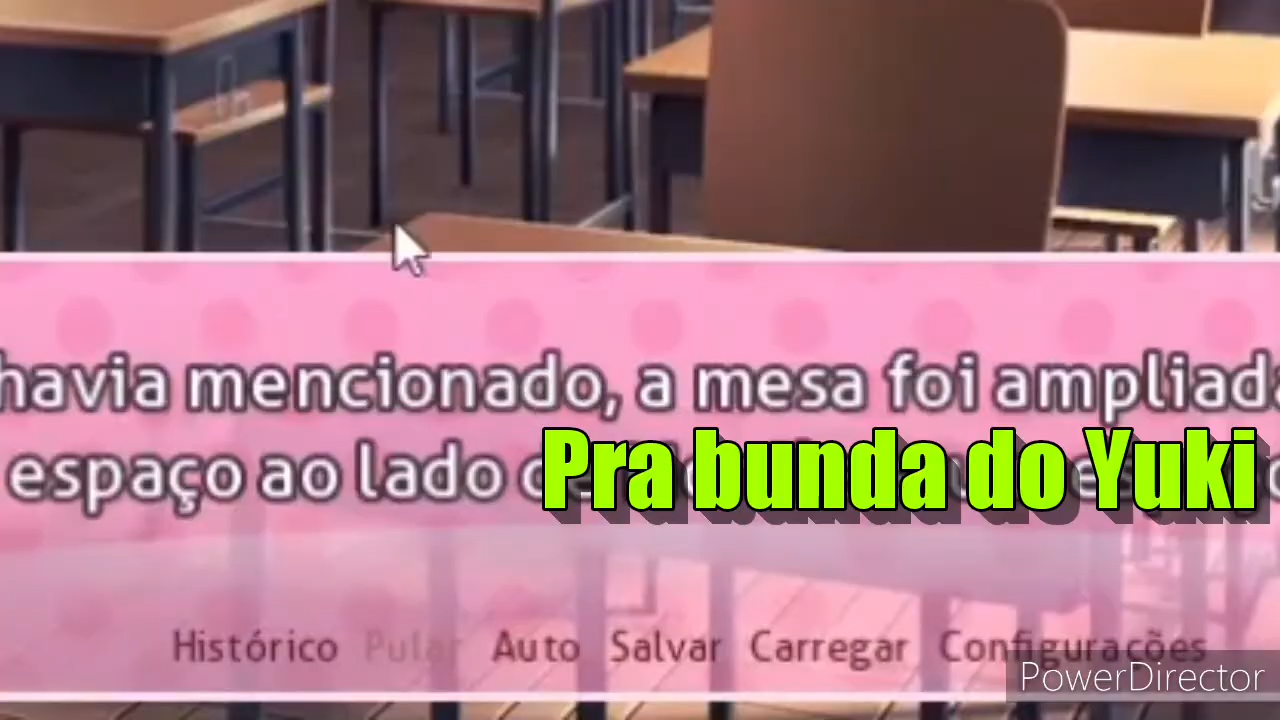 havia mencionado, a mesa foi ampliada
espaço ao lado
Pra bunda do Yuki
Histórico Pular Auto Salvar Carregar Configurações
PowerDirector